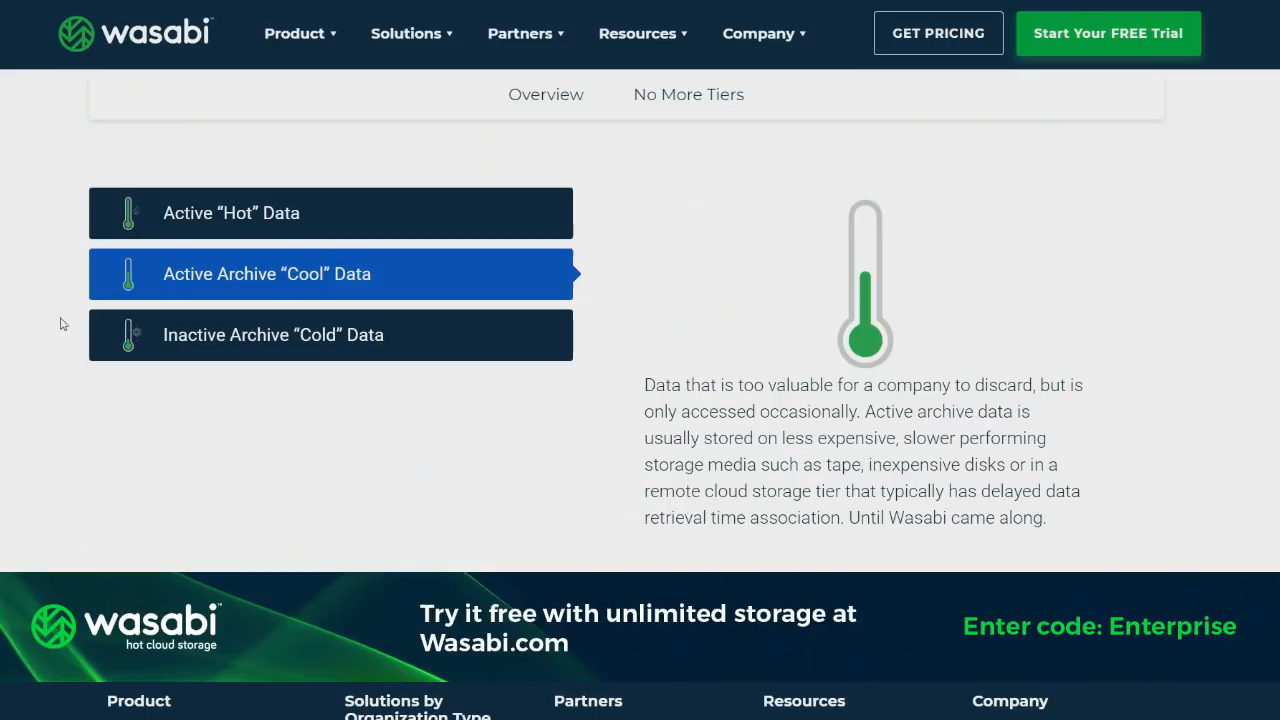 wasabi
Product
Solutions
Partners
Resources
Company
GET PRICING
Start Your FREE Trial
Overview
No More Tiers
Active “Hot” Data
Active Archive “Cool” Data
Inactive Archive “Cold” Data
Data that is too valuable for a company to discard, but is
only accessed occasionally. Active archive data is
usually stored on less expensive, slower performing
storage media such as tape, inexpensive disks or in a
remote cloud storage tier that typically has delayed data
retrieval time association. Until Wasabi came along.
wasabi™
hot cloud storage
Try it free with unlimited storage at
Wasabi.com
Enter code: Enterprise
Product
Solutions by
Organization Type
Partners
Resources
Company